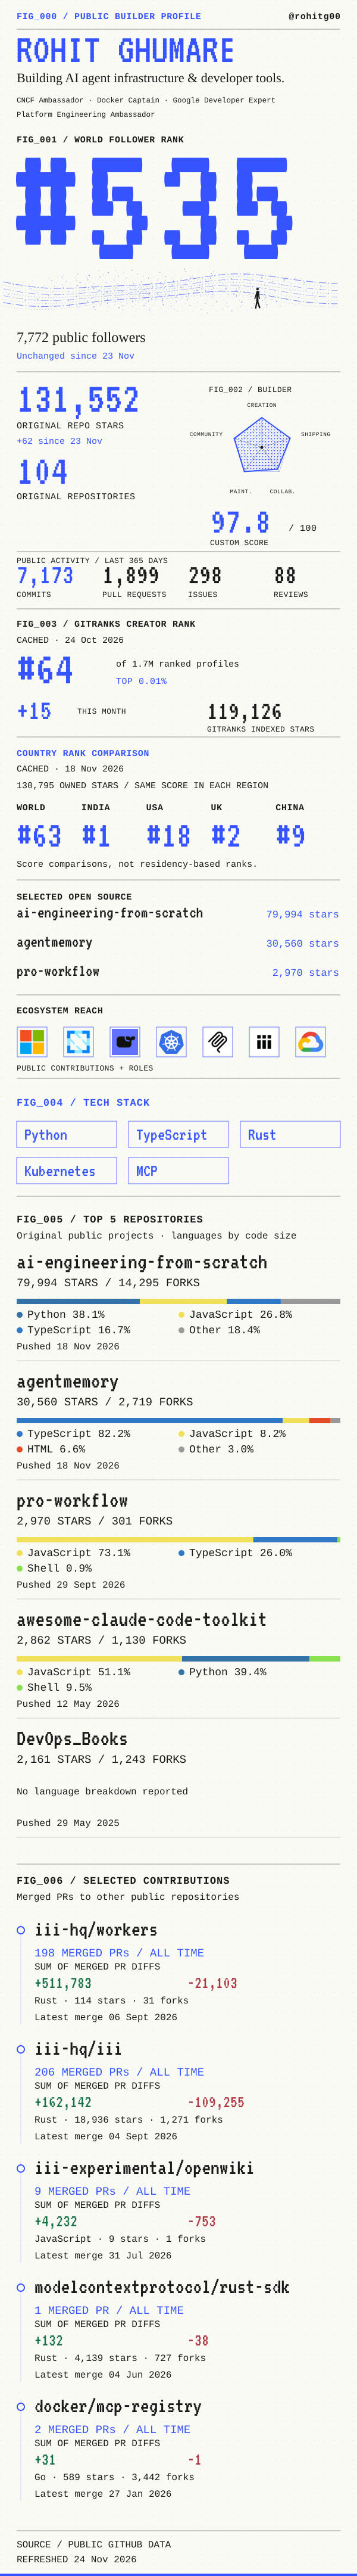 FIG_000 / PUBLIC BUILDER PROFILE @rohitg00
ROHIT GHUMARE
Building AI agent infrastructure & developer tools.
CNCF Ambassador · Docker Captain · Google Developer Expert
Platform Engineering Ambassador
FIG_001 / WORLD FOLLOWER RANK
#535
7,772 public followers
Unchanged since 23 Nov
131,552
ORIGINAL REPO STARS
+62 since 23 Nov
104
ORIGINAL REPOSITORIES
FIG_002 / BUILDER
CREATION
COMMUNITY SHIPPING
MAINT. COLLAB.
97.8 / 100
CUSTOM SCORE
PUBLIC ACTIVITY / LAST 365 DAYS
7,173 1,899 298 88
COMMITS PULL REQUESTS ISSUES REVIEWS
FIG_003 / GITRANKS CREATOR RANK
CACHED · 24 Oct 2026
#64 of 1.7M ranked profiles
TOP 0.01%
+15 THIS MONTH 119,126
GITRANKS INDEXED STARS
COUNTRY RANK COMPARISON
CACHED · 18 Nov 2026
130,795 OWNED STARS / SAME SCORE IN EACH REGION
WORLD INDIA USA UK CHINA
#63 #1 #18 #2 #9
Score comparisons, not residency-based ranks.
SELECTED OPEN SOURCE
ai-engineering-from-scratch 79,994 stars
agentmemory 30,560 stars
pro-workflow 2,970 stars
ECOSYSTEM REACH
PUBLIC CONTRIBUTIONS + ROLES
FIG_004 / TECH STACK
Python TypeScript Rust
Kubernetes MCP
FIG_005 / TOP 5 REPOSITORIES
Original public projects · languages by code size
ai-engineering-from-scratch
79,994 STARS / 14,295 FORKS
Python 38.1% JavaScript 26.8%
TypeScript 16.7% Other 18.4%
Pushed 18 Nov 2026
agentmemory
30,560 STARS / 2,719 FORKS
TypeScript 82.2% JavaScript 8.2%
HTML 6.6% Other 3.0%
Pushed 18 Nov 2026
pro-workflow
2,970 STARS / 301 FORKS
JavaScript 73.1% TypeScript 26.0%
Shell 0.9%
Pushed 29 Sept 2026
awesome-claude-code-toolkit
2,862 STARS / 1,130 FORKS
JavaScript 51.1% Python 39.4%
Shell 9.5%
Pushed 12 May 2026
DevOps_Books
2,161 STARS / 1,243 FORKS
No language breakdown reported
Pushed 29 May 2025
FIG_006 / SELECTED CONTRIBUTIONS
Merged PRs to other public repositories
iii-hq/workers
198 MERGED PRs / ALL TIME
SUM OF MERGED PR DIFFS
+511,783 -21,103
Rust · 114 stars · 31 forks
Latest merge 06 Sept 2026
iii-hq/iii
206 MERGED PRs / ALL TIME
SUM OF MERGED PR DIFFS
+162,142 -109,255
Rust · 18,936 stars · 1,271 forks
Latest merge 04 Sept 2026
iii-experimental/openwiki
9 MERGED PRs / ALL TIME
SUM OF MERGED PR DIFFS
+4,232 -753
JavaScript · 9 stars · 1 forks
Latest merge 31 Jul 2026
modelcontextprotocol/rust-sdk
1 MERGED PR / ALL TIME
SUM OF MERGED PR DIFFS
+132 -38
Rust · 4,139 stars · 727 forks
Latest merge 04 Jun 2026
docker/mcp-registry
2 MERGED PRs / ALL TIME
SUM OF MERGED PR DIFFS
+31 -1
Go · 589 stars · 3,442 forks
Latest merge 27 Jan 2026
SOURCE / PUBLIC GITHUB DATA
REFRESHED 24 Nov 2026